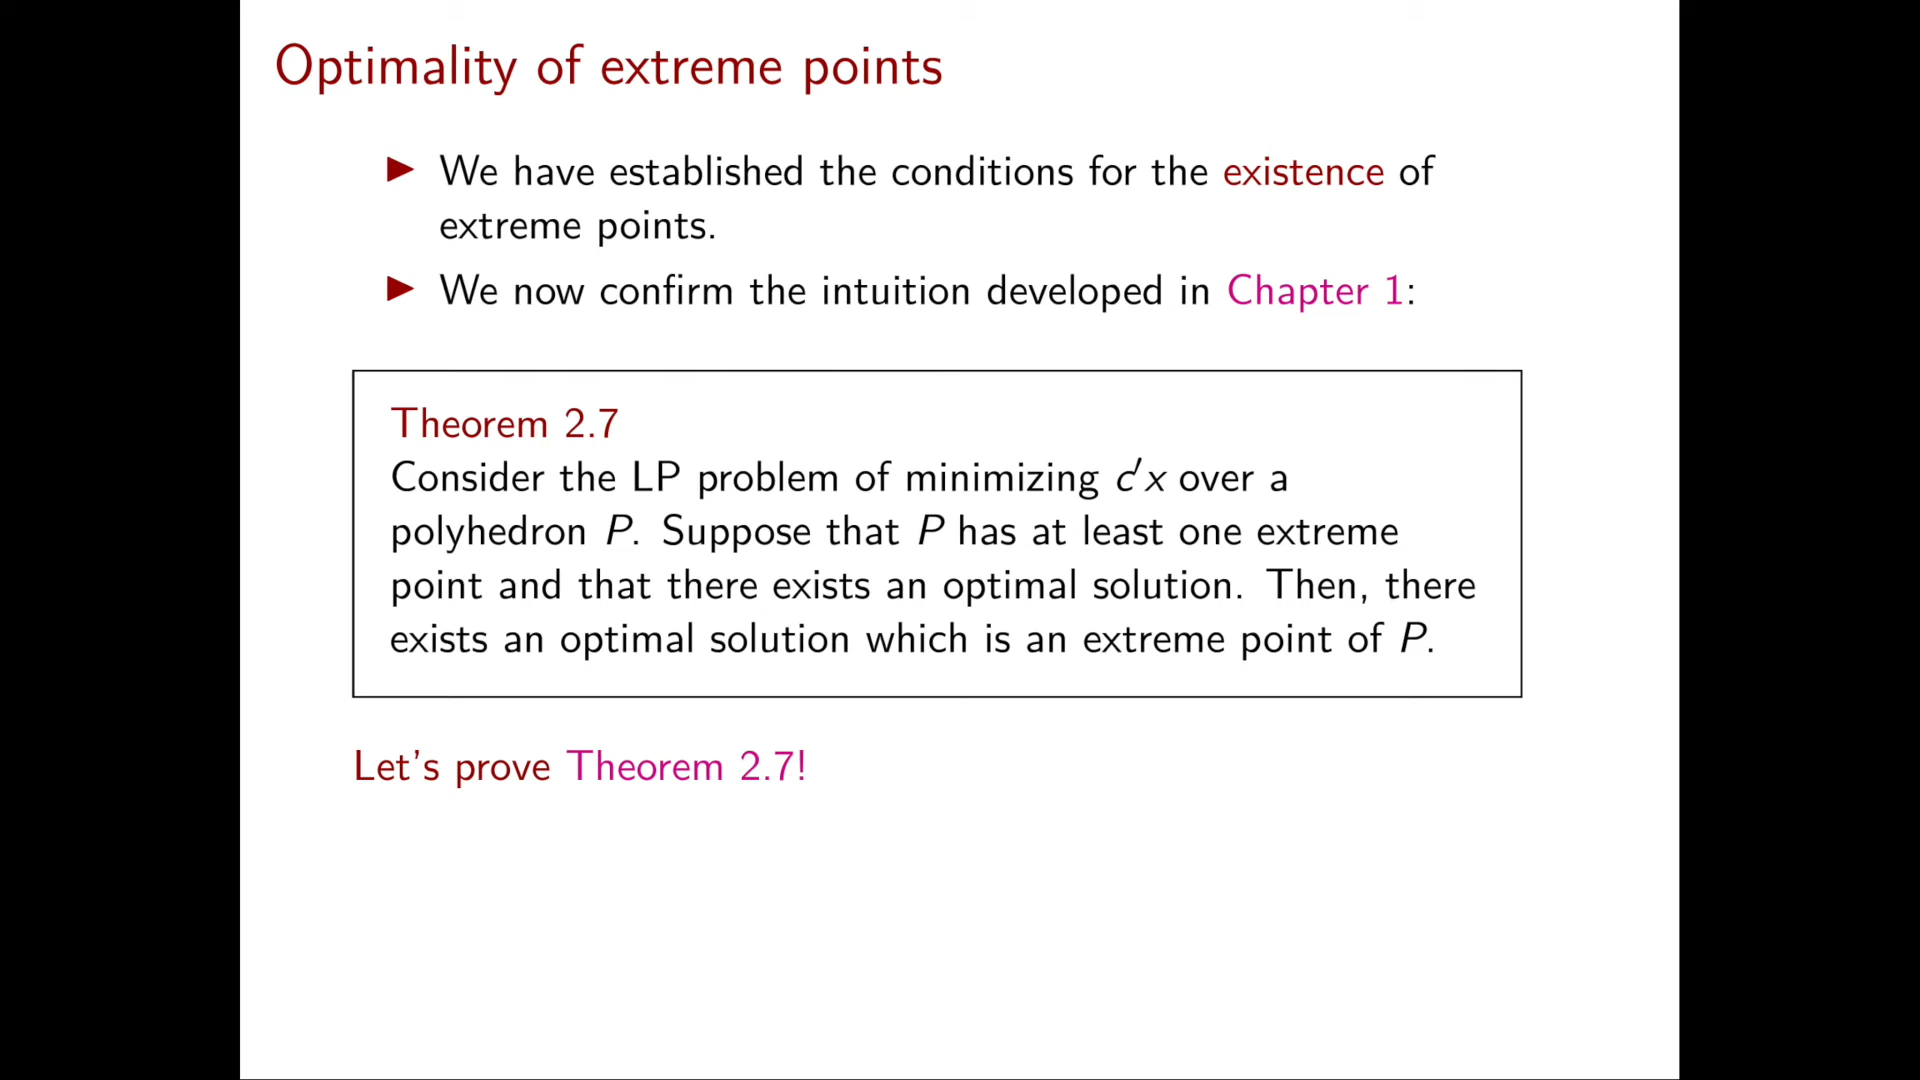 Optimality of extreme points
▶ We have established the conditions for the existence of
extreme points.
▶ We now confirm the intuition developed in Chapter 1:
Theorem 2.7
Consider the LP problem of minimizing c′x over a
polyhedron P. Suppose that P has at least one extreme
point and that there exists an optimal solution. Then, there
exists an optimal solution which is an extreme point of P.
Let's prove Theorem 2.7!